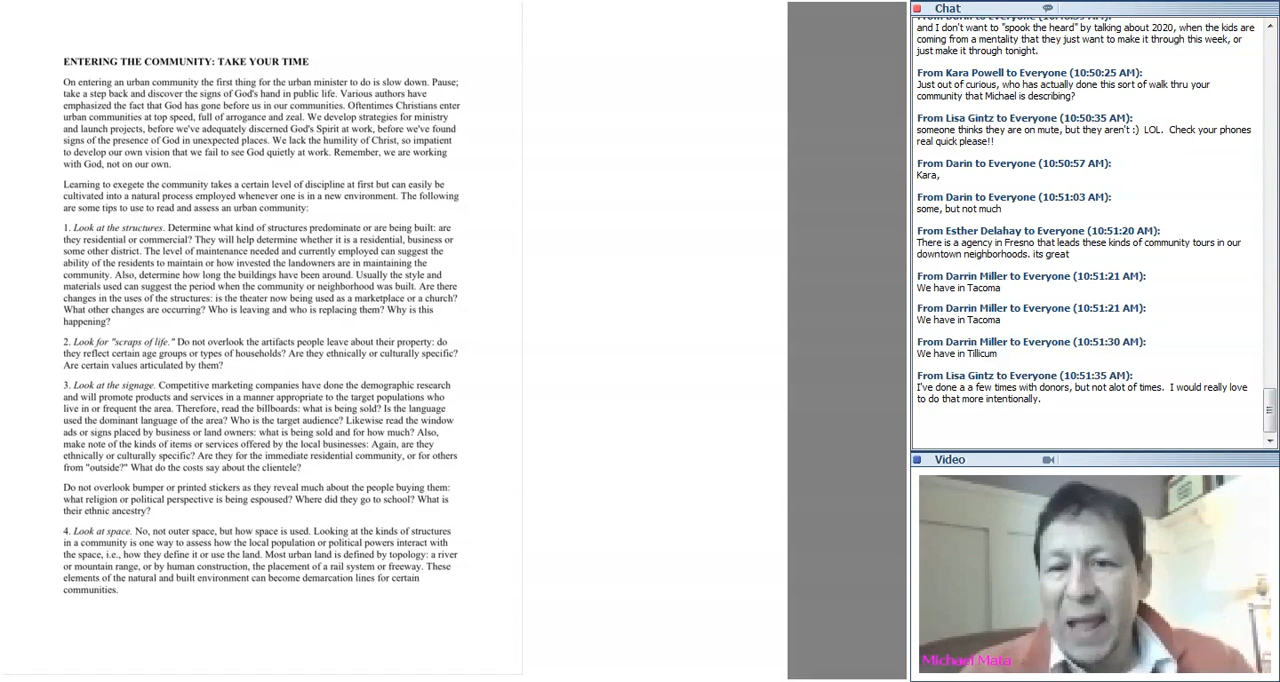 ENTERING THE COMMUNITY: TAKE YOUR TIME
On entering an urban community the first thing for the urban minister to do is slow down. Pause;
take a step back and discover the signs of God's hand in public life. Various authors have
emphasized the fact that God has gone before us in our communities. Oftentimes Christians enter
urban communities at top speed, full of arrogance and zeal. We develop strategies for ministry
and launch projects, before we've adequately discerned God's Spirit at work, before we've found
signs of the presence of God in unexpected places. We lack the humility of Christ, so impatient
to develop our own vision that we fail to see God quietly at work. Remember, we are working
with God, not on our own.
Learning to exegete the community takes a certain level of discipline at first but can easily be
cultivated into a natural process employed whenever one is in a new environment. The following
are some tips to use to read and assess an urban community:
1. Look at the structures. Determine what kind of structures predominate or are being built: are
they residential or commercial? They will help determine whether it is a residential, business or
some other district. The level of maintenance needed and currently employed can suggest the
ability of the residents to maintain or how invested the landowners are in maintaining the
community. Also, determine how long the buildings have been around. Usually the style and
materials used can suggest the period when the community or neighborhood was built. Are there
changes in the uses of the structures: is the theater now being used as a marketplace or a church?
What other changes are occurring? Who is leaving and who is replacing them? Why is this
happening?
2. Look for "scraps of life." Do not overlook the artifacts people leave about their property: do
they reflect certain age groups or types of households? Are they ethnically or culturally specific?
Are certain values articulated by them?
3. Look at the signage. Competitive marketing companies have done the demographic research
and will promote products and services in a manner appropriate to the target populations who
live in or frequent the area. Therefore, read the billboards: what is being sold? Is the language
used the dominant language of the area? Who is the target audience? Likewise read the window
ads or signs placed by business or land owners: what is being sold and for how much? Also,
make note of the kinds of items or services offered by the local businesses: Again, are they
ethnically or culturally specific? Are they for the immediate residential community, or for others
from "outside?" What do the costs say about the clientele?
Do not overlook bumper or printed stickers as they reveal much about the people buying them:
what religion or political perspective is being espoused? Where did they go to school? What is
their ethnic ancestry?
4. Look at space. No, not outer space, but how space is used. Looking at the kinds of structures
in a community is one way to assess how the local population or political powers interact with
the space, i.e., how they define it or use the land. Most urban land is defined by topology: a river
or mountain range, or by human construction, the placement of a rail system or freeway. These
elements of the natural and built environment can become demarcation lines for certain
communities.
Chat
and I don't want to "spook the heard" by talking about 2020, when the kids are
coming from a mentality that they just want to make it through this week, or
just make it through tonight.
From Kara Powell to Everyone (10:50:25 AM):
Just out of curious, who has actually done this sort of walk thru your
community that Michael is describing?
From Lisa Gintz to Everyone (10:50:35 AM):
someone thinks they are on mute, but they aren't :) LOL. Check your phones
real quick please!!
From Darin to Everyone (10:50:57 AM):
Kara,
From Darin to Everyone (10:51:03 AM):
some, but not much
From Esther Delahay to Everyone (10:51:20 AM):
There is a agency in Fresno that leads these kinds of community tours in our
downtown neighborhoods. its great
From Darrin Miller to Everyone (10:51:21 AM):
We have in Tacoma
From Darrin Miller to Everyone (10:51:21 AM):
We have in Tacoma
From Darrin Miller to Everyone (10:51:30 AM):
We have in Tillicum
From Lisa Gintz to Everyone (10:51:35 AM):
I've done a a few times with donors, but not alot of times. I would really love
to do that more intentionally.
Video
Michael Mata